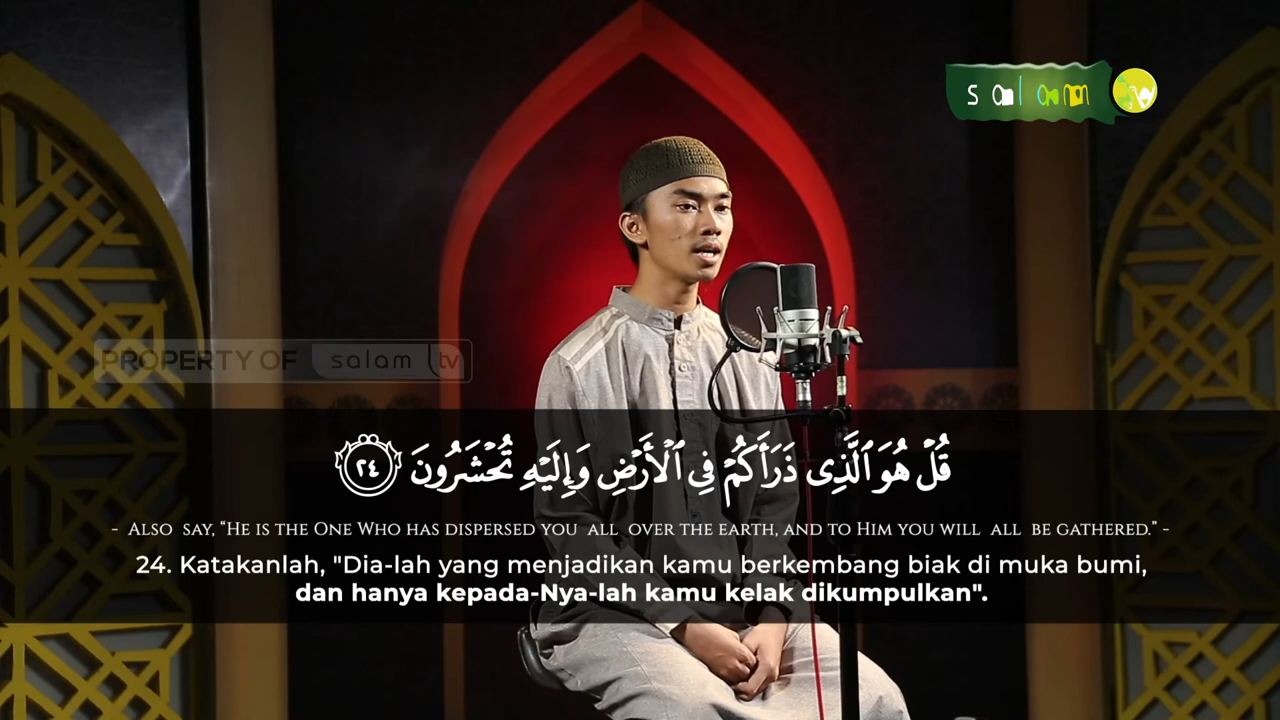 salam tv
PROPERTY OF salam tv
قُلْ هُوَ ٱلَّذِى ذَرَأَكُمْ فِى ٱلْأَرْضِ وَإِلَيْهِ تُحْشَرُونَ ٢٤
- Also say, “He is the One Who has dispersed you all over the earth, and to Him you will all be gathered.” -
24. Katakanlah, "Dia-lah yang menjadikan kamu berkembang biak di muka bumi,
dan hanya kepada-Nya-lah kamu kelak dikumpulkan".